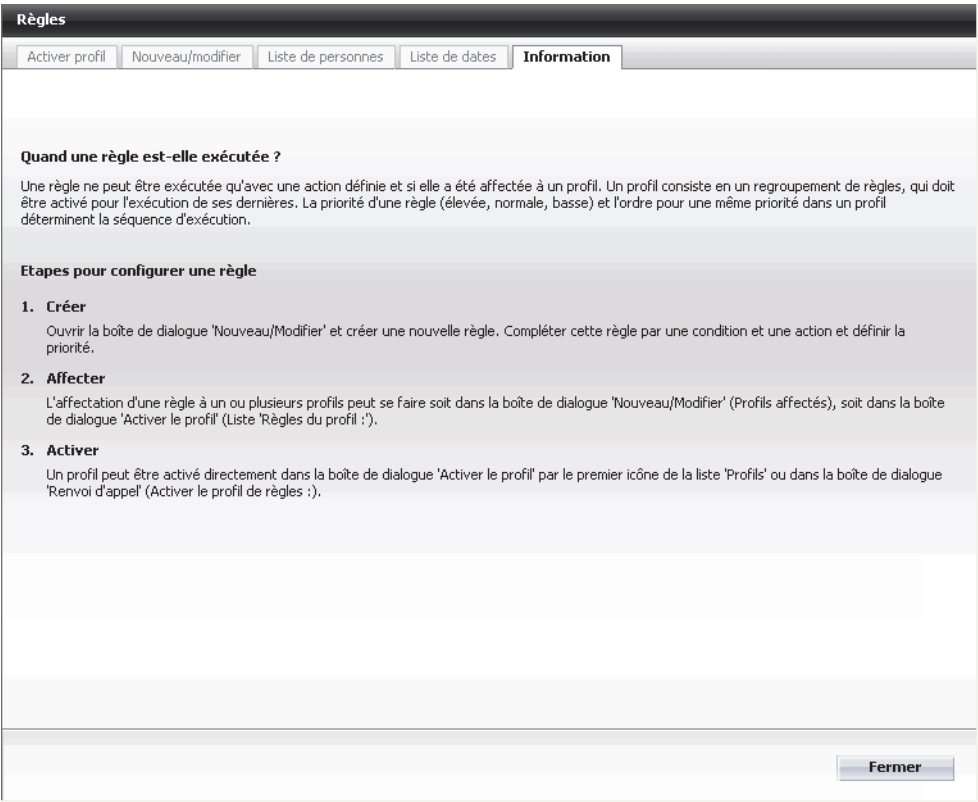 Règles
Activer profil
Nouveau/modifier
Liste de personnes
Liste de dates
Information
Quand une règle est-elle exécutée ?
Une règle ne peut être exécutée qu'avec une action définie et si elle a été affectée à un profil. Un profil consiste en un regroupement de règles, qui doit
être activé pour l'exécution de ses dernières. La priorité d'une règle (élevée, normale, basse) et l'ordre pour une même priorité dans un profil
déterminent la séquence d'exécution.
Etapes pour configurer une règle
1. Créer
Ouvrir la boîte de dialogue 'Nouveau/Modifier' et créer une nouvelle règle. Compléter cette règle par une condition et une action et définir la
priorité.
2. Affecter
L'affectation d'une règle à un ou plusieurs profils peut se faire soit dans la boîte de dialogue 'Nouveau/Modifier' (Profils affectés), soit dans la boîte
de dialogue 'Activer le profil' (Liste 'Règles du profil :').
3. Activer
Un profil peut être activé directement dans la boîte de dialogue 'Activer le profil' par le premier icône de la liste 'Profils' ou dans la boîte de dialogue
'Renvoi d'appel' (Activer le profil de règles :).
Fermer